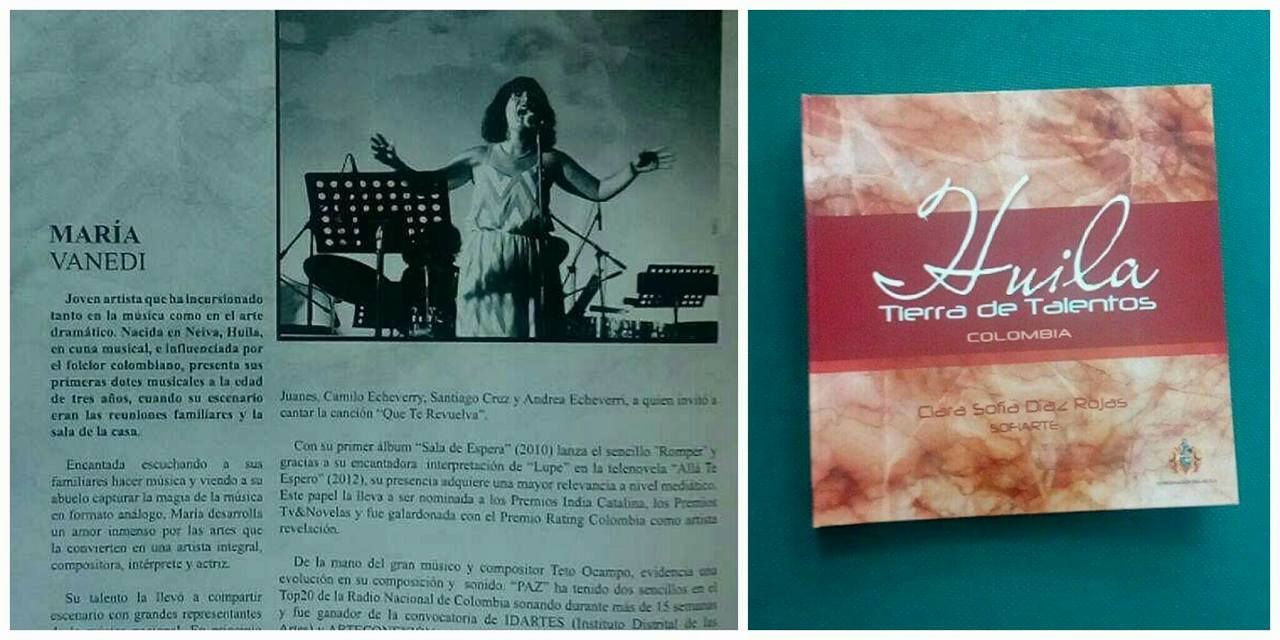 MARÍA
VANEDI
Joven artista que ha incursionado
tanto en la música como en el arte
dramático. Nacida en Neiva, Huila,
en cuna musical, e influenciada por
el folclor colombiano, presenta sus
primeras dotes musicales a la edad
de tres años, cuando su escenario
eran las reuniones familiares y la
sala de la casa.
Encantada escuchando a sus
familiares hacer música y viendo a su
abuelo capturar la magia de la música
en formato análogo. María desarrolla
un amor inmenso por las artes que
la convierten en una artista integral,
compositora, intérprete y actriz.
Su talento la llevó a compartir
escenario con grandes representantes
Juanes, Camilo Echeverry, Santiago Cruz y Andrea Echeverri, a quien invitó a
cantar la canción “Que Te Revuelva”.
Con su primer álbum “Sala de Espera” (2010) lanza el sencillo "Romper" y
gracias a su encantadora interpretación de “Lupe” en la telenovela “Allá Te
Espero” (2012), su presencia adquiere una mayor relevancia a nivel mediático.
Este papel la lleva a ser nominada a los Premios India Catalina, los Premios
Tv&Novelas y fue galardonada con el Premio Rating Colombia como artista
revelación.
De la mano del gran músico y compositor Teto Ocampo, evidencia una
evolución en su composición y sonido. “PAZ” ha tenido dos sencillos en el
Top20 de la Radio Nacional de Colombia sonando durante más de 15 semanas
y fue ganador de la convocatoria de IDARTES (Instituto Distrital de las
Huila
Tierra de Talentos
COLOMBIA
Clara Sofía Díaz Rojas
SOFIARTE